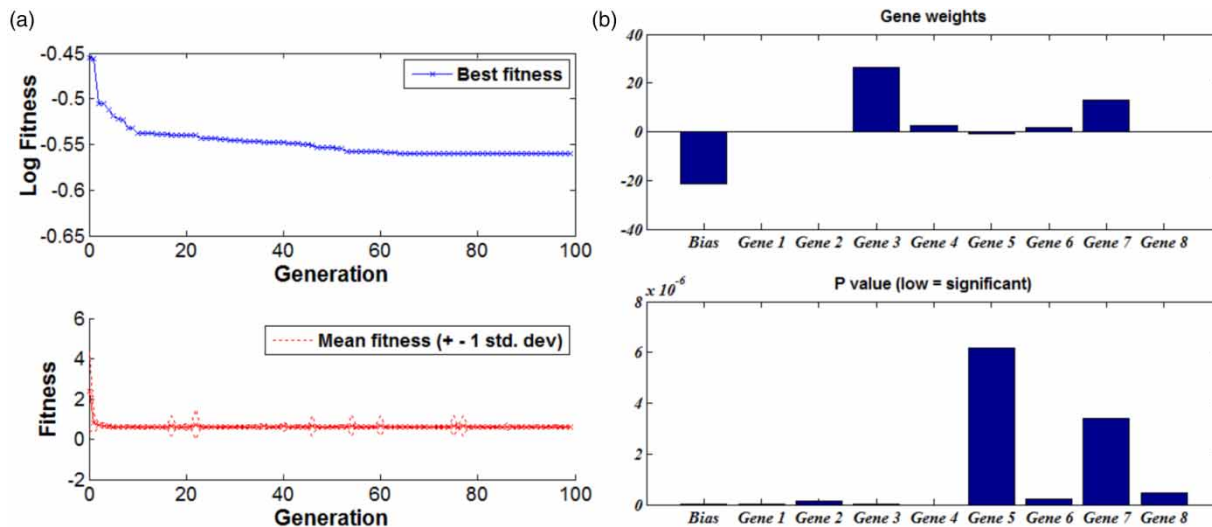 (a)
-0.45
-0.5
-0.55
-0.6
-0.65
Log Fitness
Best fitness
0 20 40 60 80 100
Generation
6
4
2
0
-2
Fitness
Mean fitness (+ - 1 std. dev)
0 20 40 60 80 100
Generation
(b)
Gene weights
40
20
0
-20
-40
Bias Gene 1 Gene 2 Gene 3 Gene 4 Gene 5 Gene 6 Gene 7 Gene 8
P value (low = significant)
x 10-6
8
6
4
2
0
Bias Gene 1 Gene 2 Gene 3 Gene 4 Gene 5 Gene 6 Gene 7 Gene 8